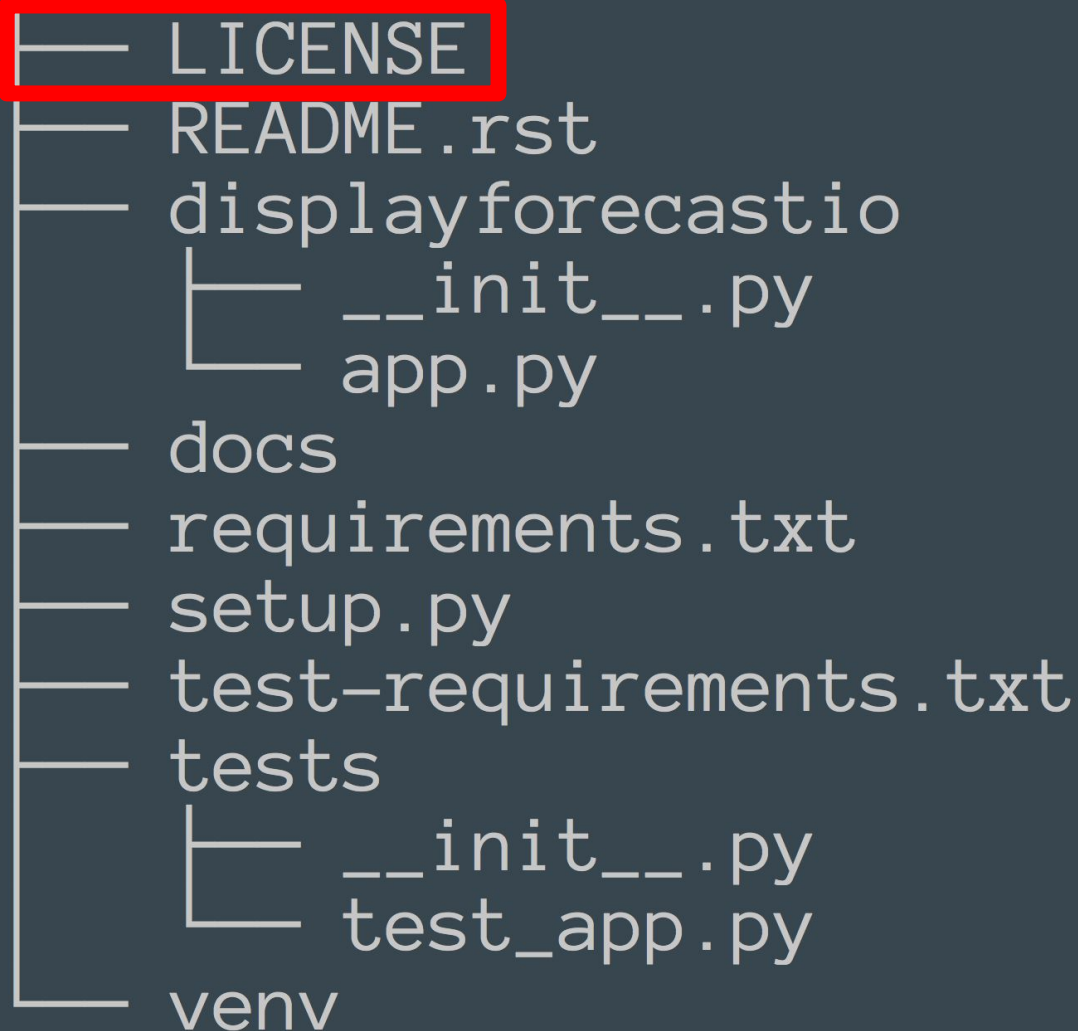 ├── LICENSE
├── README.rst
├── displayforecastio
│   ├── __init__.py
│   └── app.py
├── docs
├── requirements.txt
├── setup.py
├── test-requirements.txt
├── tests
│   ├── __init__.py
│   └── test_app.py
└── venv